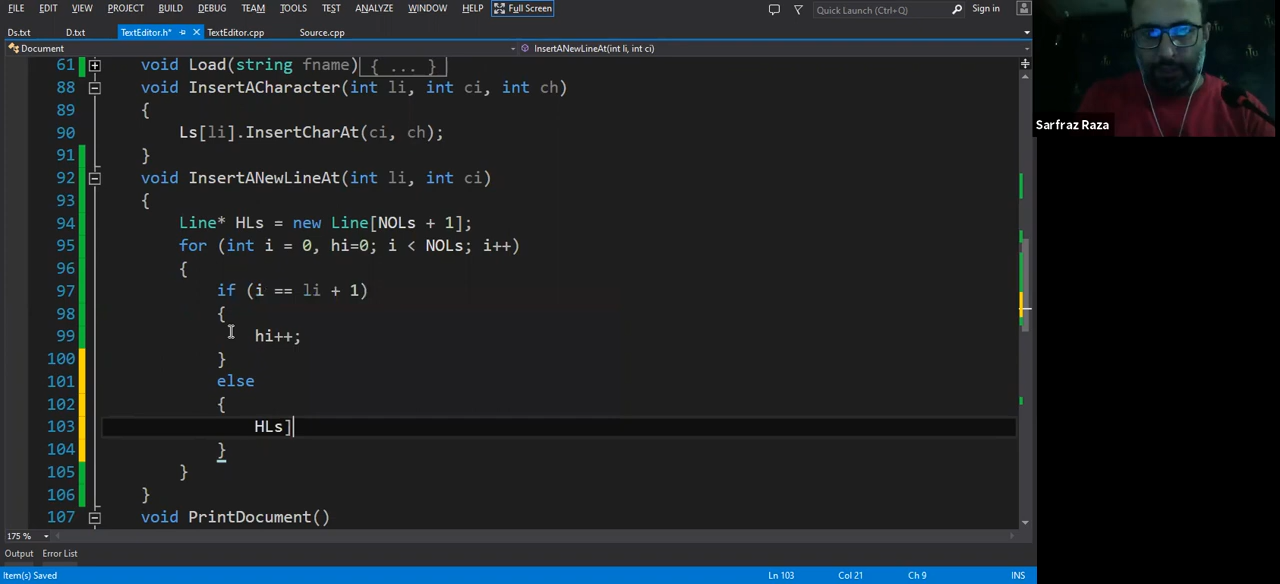 FILE EDIT VIEW PROJECT BUILD DEBUG TEAM TOOLS TEST ANALYZE WINDOW HELP Full Screen Quick Launch (Ctrl+Q) Sign in
Ds.txt D.txt TextEditor.h* TextEditor.cpp Source.cpp
Document InsertANewLineAt(int li, int ci)
61 void Load(string fname){ ... }
88 void InsertACharacter(int li, int ci, int ch)
89 {
90 Ls[li].InsertCharAt(ci, ch);
91 }
92 void InsertANewLineAt(int li, int ci)
93 {
94 Line* HLs = new Line[NOLs + 1];
95 for (int i = 0, hi=0; i < NOLs; i++)
96 {
97 if (i == li + 1)
98 {
99 hi++;
100 }
101 else
102 {
103 HLs]
104 }
105 }
106 }
107 void PrintDocument()
175 %
Output Error List
Item(s) Saved Ln 103 Col 21 Ch 9 INS
Sarfraz Raza